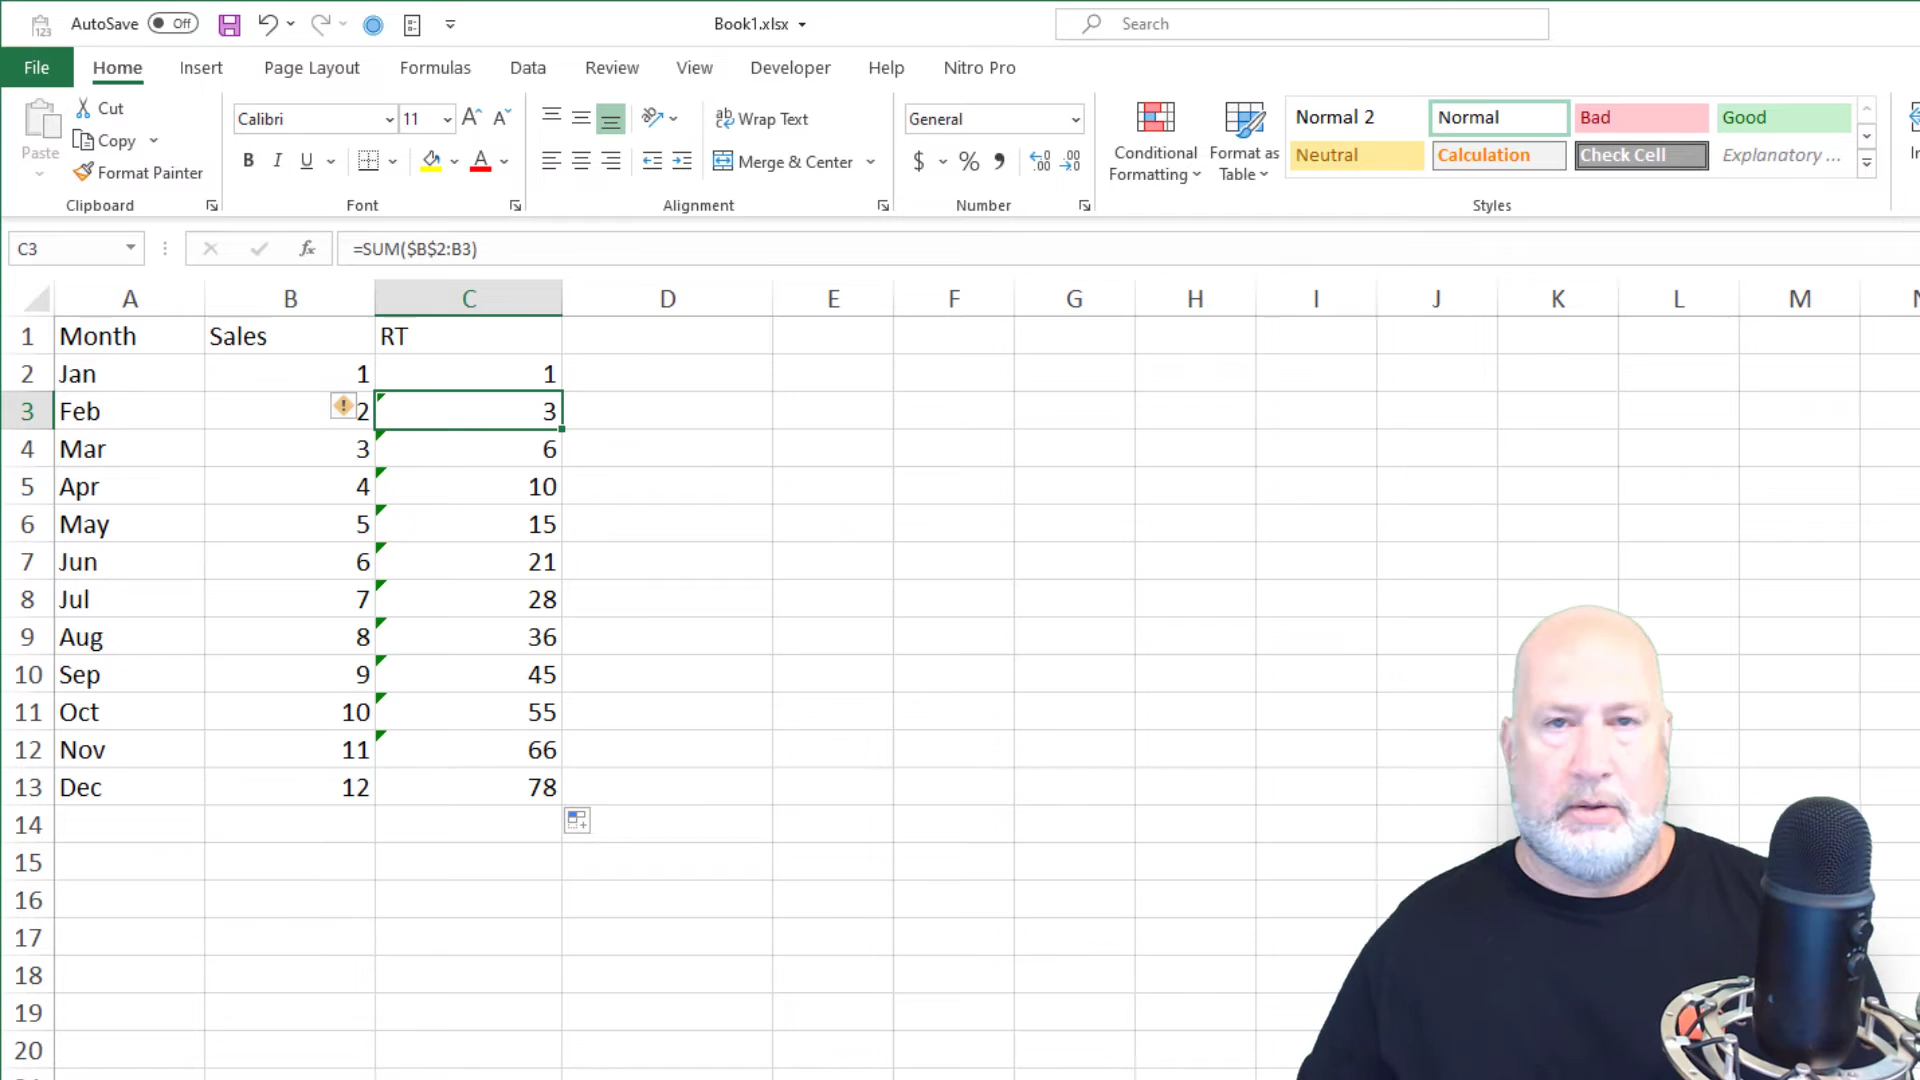 AutoSave Off
Book1.xlsx
Search
File Home Insert Page Layout Formulas Data Review View Developer Help Nitro Pro
Paste
Cut
Copy
Format Painter
Clipboard
Calibri 11
B I U
Font
Wrap Text
Merge & Center
Alignment
General
$ % 9
Number
Conditional Formatting
Format as Table
Normal 2 Normal Bad Good
Neutral Calculation Check Cell Explanatory ...
Styles
C3 fx =SUM($B$2:B3)
A B C D E F G H I J K L M
1 Month Sales RT
2 Jan 1 1
3 Feb 2 3
4 Mar 3 6
5 Apr 4 10
6 May 5 15
7 Jun 6 21
8 Jul 7 28
9 Aug 8 36
10 Sep 9 45
11 Oct 10 55
12 Nov 11 66
13 Dec 12 78
14
15
16
17
18
19
20